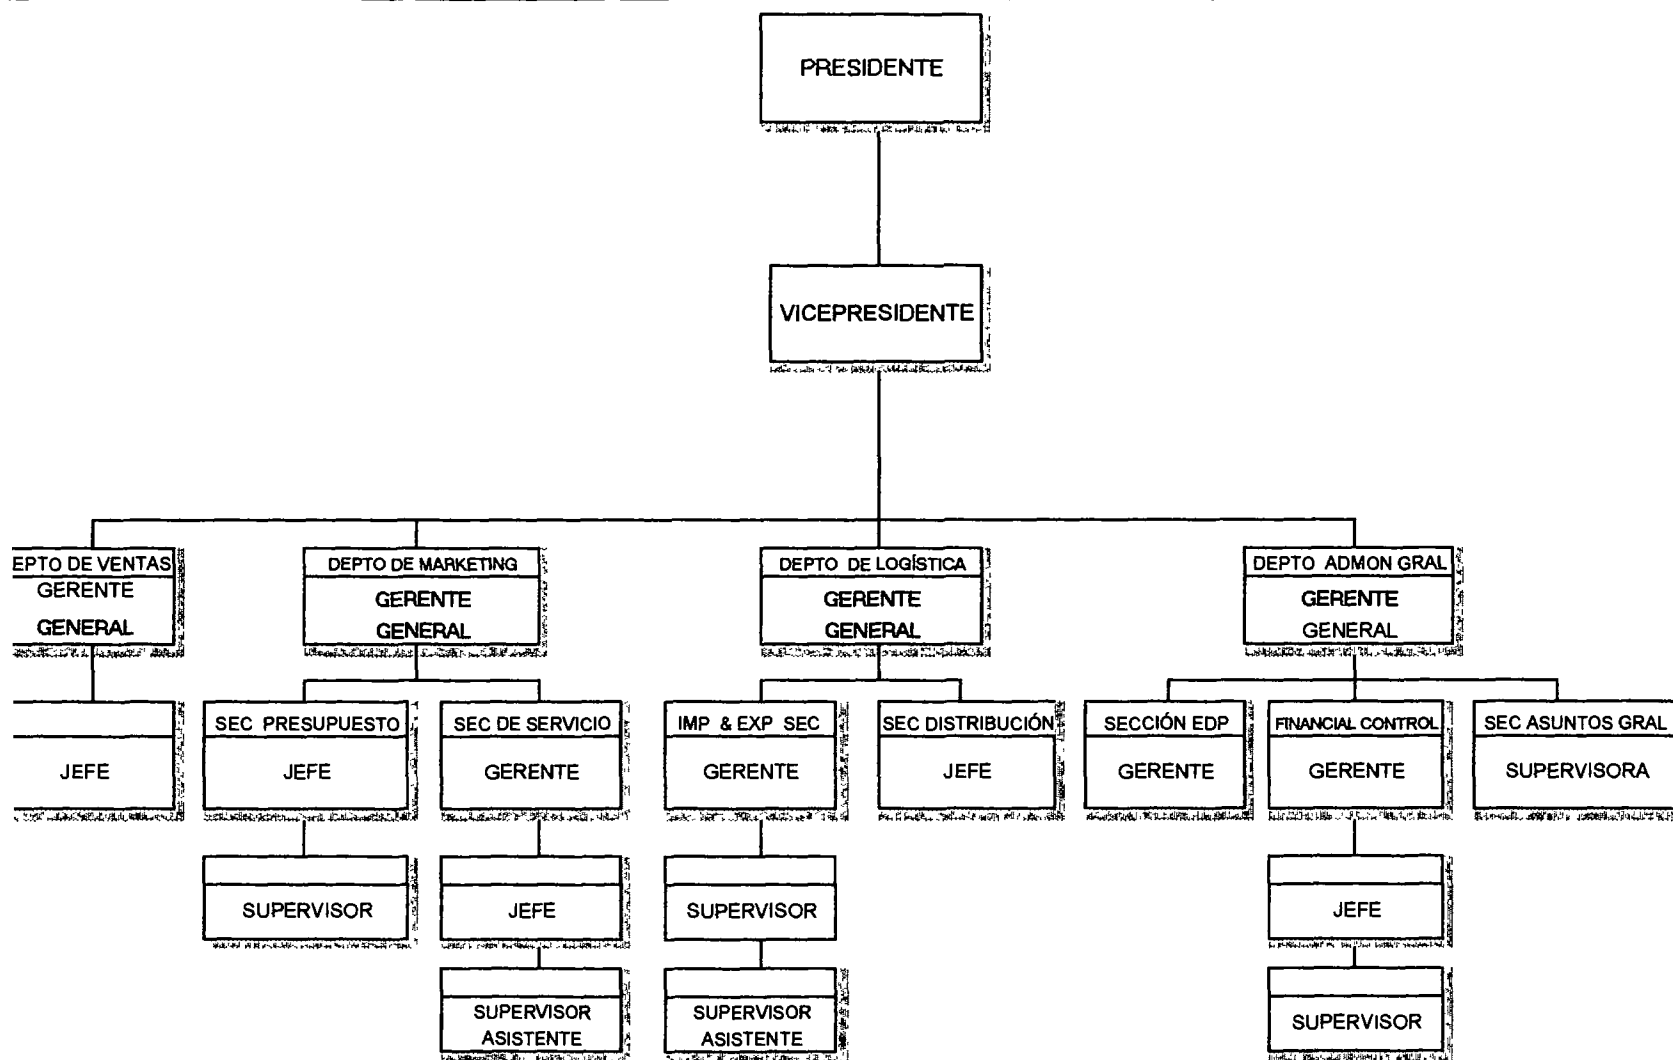 PRESIDENTE
VICEPRESIDENTE
EPTO DE VENTAS
GERENTE
GENERAL
DEPTO DE MARKETING
GERENTE
GENERAL
DEPTO DE LOGÍSTICA
GERENTE
GENERAL
DEPTO ADMON GRAL
GERENTE
GENERAL
JEFE
SEC PRESUPUESTO
JEFE
SEC DE SERVICIO
GERENTE
IMP & EXP SEC
GERENTE
SEC DISTRIBUCIÓN
JEFE
SECCIÓN EDP
GERENTE
FINANCIAL CONTROL
GERENTE
SEC ASUNTOS GRAL
SUPERVISORA
SUPERVISOR
JEFE
SUPERVISOR
JEFE
SUPERVISOR
ASISTENTE
SUPERVISOR
ASISTENTE
SUPERVISOR